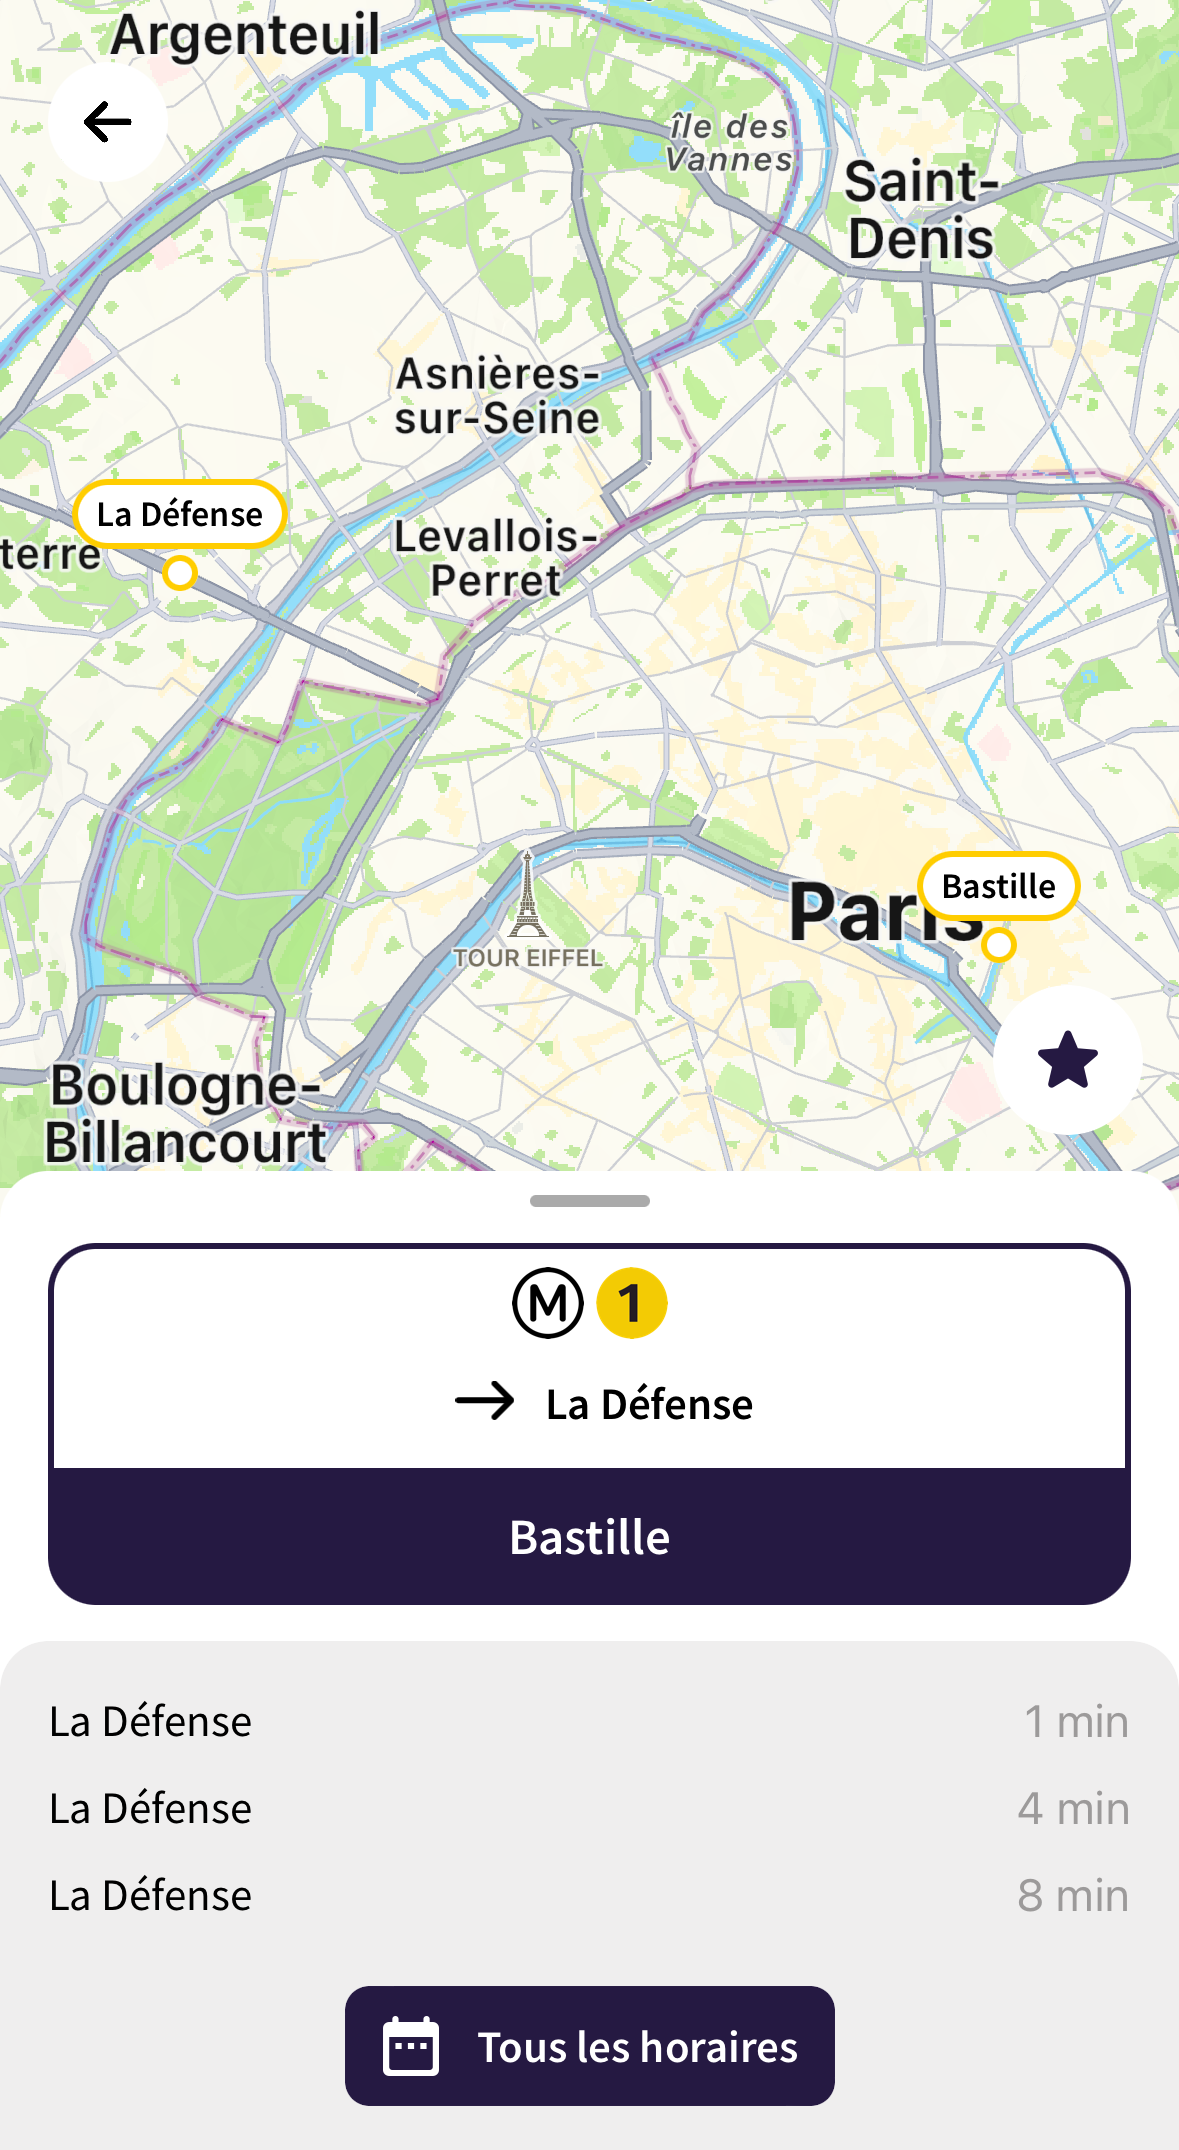 Argenteuil
île des
Vannes
Saint-
Denis
Asnières-
sur-Seine
La Défense
terre
Levallois-
Perret
Bastille
Paris
TOUR EIFFEL
Boulogne-
Billancourt
M 1
La Défense
Bastille
La Défense 1 min
La Défense 4 min
La Défense 8 min
Tous les horaires